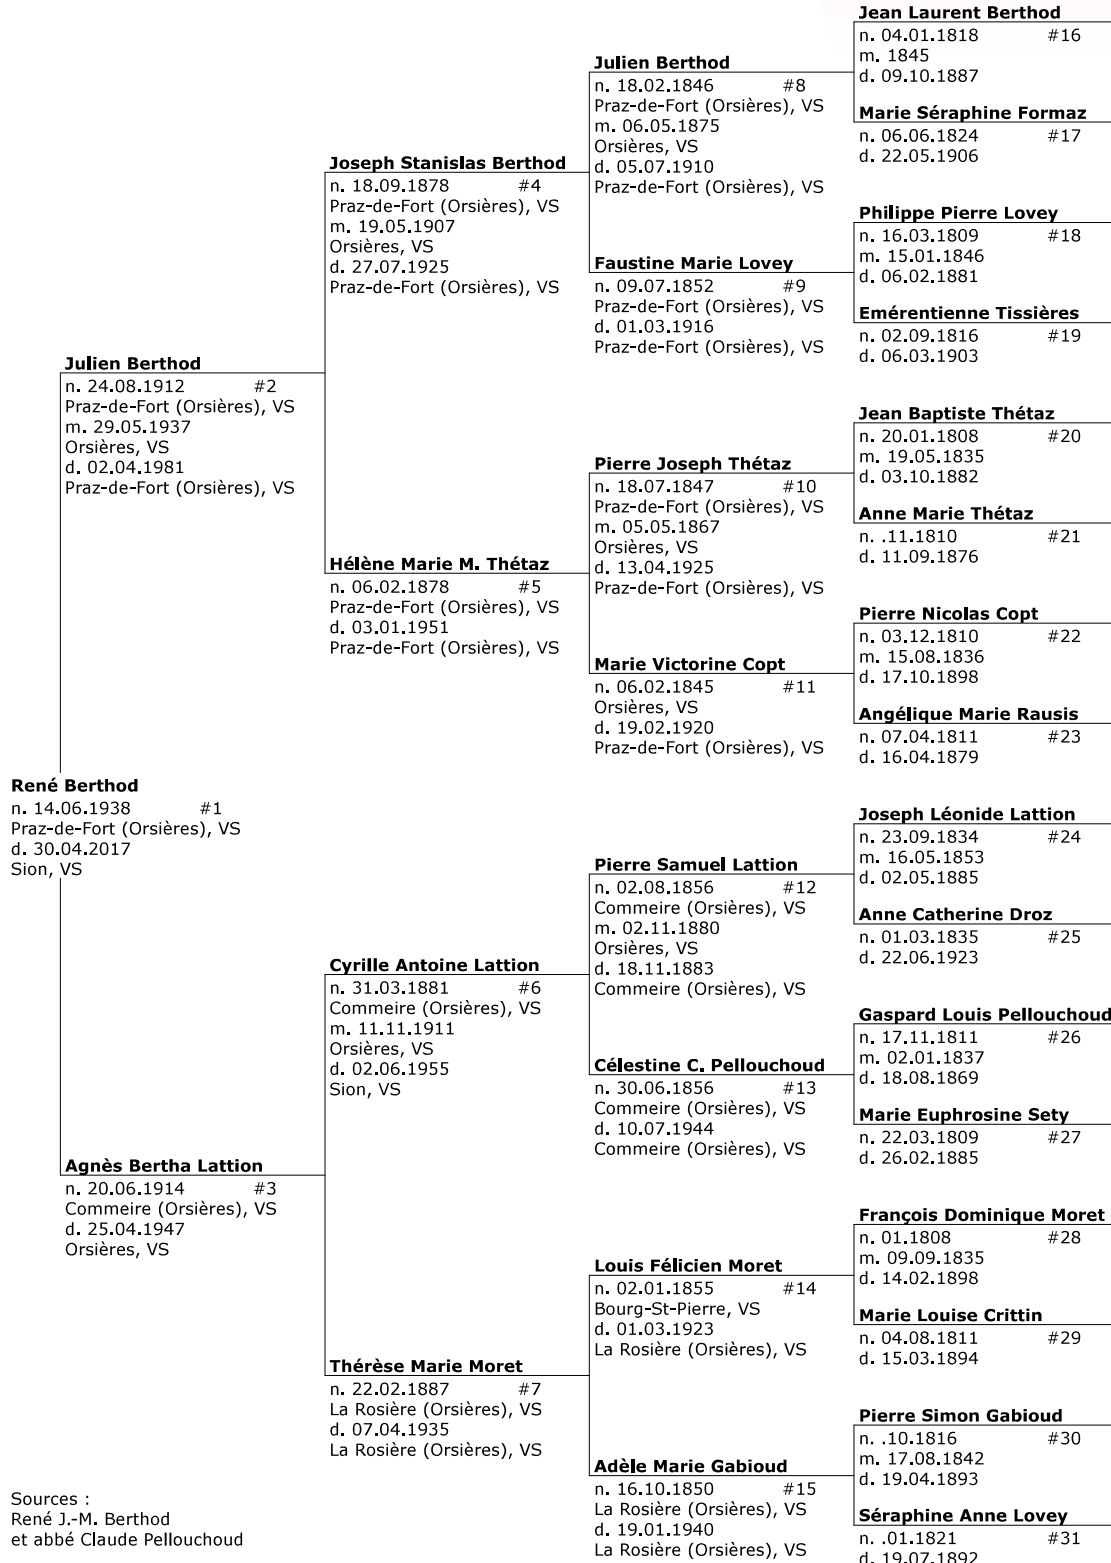 René Berthod
n. 14.06.1938 #1
Praz-de-Fort (Orsières), VS
d. 30.04.2017
Sion, VS
Julien Berthod
n. 24.08.1912 #2
Praz-de-Fort (Orsières), VS
m. 29.05.1937
Orsières, VS
d. 02.04.1981
Praz-de-Fort (Orsières), VS
Agnès Bertha Lattion
n. 20.06.1914 #3
Commeire (Orsières), VS
d. 25.04.1947
Orsières, VS
Joseph Stanislas Berthod
n. 18.09.1878 #4
Praz-de-Fort (Orsières), VS
m. 19.05.1907
Orsières, VS
d. 27.07.1925
Praz-de-Fort (Orsières), VS
Hélène Marie M. Thétaz
n. 06.02.1878 #5
Praz-de-Fort (Orsières), VS
d. 03.01.1951
Praz-de-Fort (Orsières), VS
Cyrille Antoine Lattion
n. 31.03.1881 #6
Commeire (Orsières), VS
m. 11.11.1911
Orsières, VS
d. 02.06.1955
Sion, VS
Thérèse Marie Moret
n. 22.02.1887 #7
La Rosière (Orsières), VS
d. 07.04.1935
La Rosière (Orsières), VS
Julien Berthod
n. 18.02.1846 #8
Praz-de-Fort (Orsières), VS
m. 06.05.1875
Orsières, VS
d. 05.07.1910
Praz-de-Fort (Orsières), VS
Faustine Marie Lovey
n. 09.07.1852 #9
Praz-de-Fort (Orsières), VS
d. 01.03.1916
Praz-de-Fort (Orsières), VS
Pierre Joseph Thétaz
n. 18.07.1847 #10
Praz-de-Fort (Orsières), VS
m. 05.05.1867
Orsières, VS
d. 13.04.1925
Praz-de-Fort (Orsières), VS
Marie Victorine Copt
n. 06.02.1845 #11
Orsières, VS
d. 19.02.1920
Praz-de-Fort (Orsières), VS
Pierre Samuel Lattion
n. 02.08.1856 #12
Commeire (Orsières), VS
m. 02.11.1880
Orsières, VS
d. 18.11.1883
Commeire (Orsières), VS
Célestine C. Pellouchoud
n. 30.06.1856 #13
Commeire (Orsières), VS
d. 10.07.1944
Commeire (Orsières), VS
Louis Félicien Moret
n. 02.01.1855 #14
Bourg-St-Pierre, VS
d. 01.03.1923
La Rosière (Orsières), VS
Adèle Marie Gabioud
n. 16.10.1850 #15
La Rosière (Orsières), VS
d. 19.01.1940
La Rosière (Orsières), VS
Jean Laurent Berthod
n. 04.01.1818 #16
m. 1845
d. 09.10.1887
Marie Séraphine Formaz
n. 06.06.1824 #17
d. 22.05.1906
Philippe Pierre Lovey
n. 16.03.1809 #18
m. 15.01.1846
d. 06.02.1881
Emérentienne Tissières
n. 02.09.1816 #19
d. 06.03.1903
Jean Baptiste Thétaz
n. 20.01.1808 #20
m. 19.05.1835
d. 03.10.1882
Anne Marie Thétaz
n. .11.1810 #21
d. 11.09.1876
Pierre Nicolas Copt
n. 03.12.1810 #22
m. 15.08.1836
d. 17.10.1898
Angélique Marie Rausis
n. 07.04.1811 #23
d. 16.04.1879
Joseph Léonide Lattion
n. 23.09.1834 #24
m. 16.05.1853
d. 02.05.1885
Anne Catherine Droz
n. 01.03.1835 #25
d. 22.06.1923
Gaspard Louis Pellouchoud
n. 17.11.1811 #26
m. 02.01.1837
d. 18.08.1869
Marie Euphrosine Sety
n. 22.03.1809 #27
d. 26.02.1885
François Dominique Moret
n. 01.1808 #28
m. 09.09.1835
d. 14.02.1898
Marie Louise Crittin
n. 04.08.1811 #29
d. 15.03.1894
Pierre Simon Gabioud
n. .10.1816 #30
m. 17.08.1842
d. 19.04.1893
Séraphine Anne Lovey
n. .01.1821 #31
d. 19.07.1892
Sources :
René J.-M. Berthod
et abbé Claude Pellouchoud